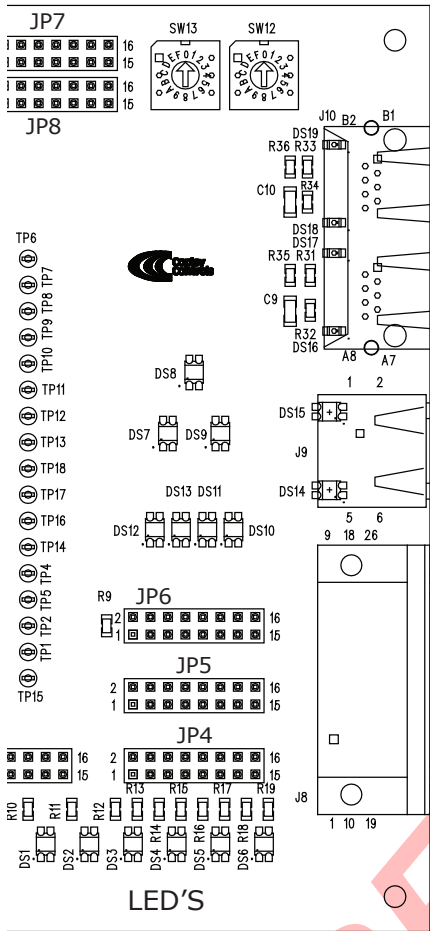 JP7
SW13 SW12
16
15
16
15
JP8
DEF0123456789ABC DEF0123456789ABC
J10 B2 B1
DS19
R36 R33
C10 R34
DS18
DS17
R35 R31
C9
R32
DS16
A8 A7
TP6
TP7
TP8
TP9
TP10
TP11
TP12
TP13
TP18
TP17
TP16
TP14
TP4
TP5
TP2
TP1
TP15
Copley
Controls
DS8
DS7 DS9
DS13 DS11
DS12 DS10
1 2
DS15
J9
DS14
5 6
9 18 26
J8
1 10 19
R9 JP6
2 16
1 15
JP5
2 16
1 15
JP4
16 2 16
15 1 15
R13 R15 R17 R19
R10 R11 R12 R14 R16 R18
DS1 DS2 DS3 DS4 DS5 DS6
LED'S